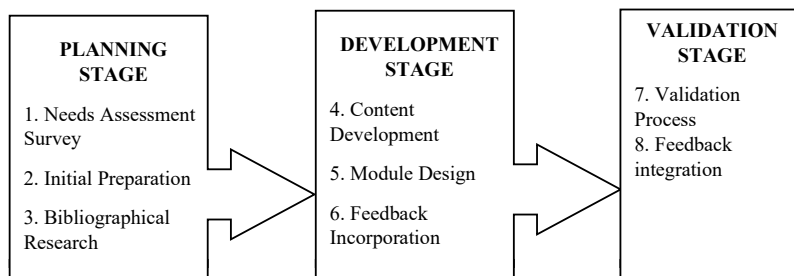 PLANNING
STAGE
1. Needs Assessment
Survey
2. Initial Preparation
3. Bibliographical
Research
DEVELOPMENT
STAGE
4. Content
Development
5. Module Design
6. Feedback
Incorporation
VALIDATION
STAGE
7. Validation
Process
8. Feedback
integration